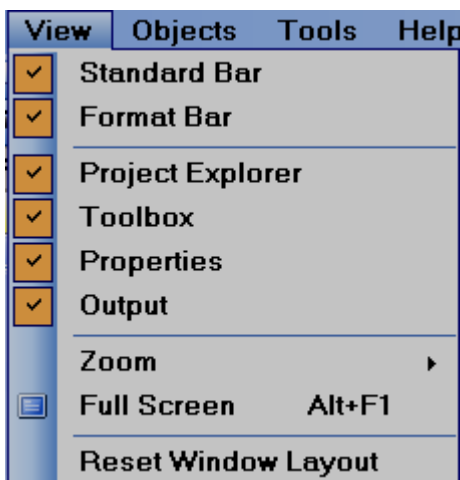 View Objects Tools Help
Standard Bar
Format Bar
Project Explorer
Toolbox
Properties
Output
Zoom
Full Screen Alt+F1
Reset Window Layout